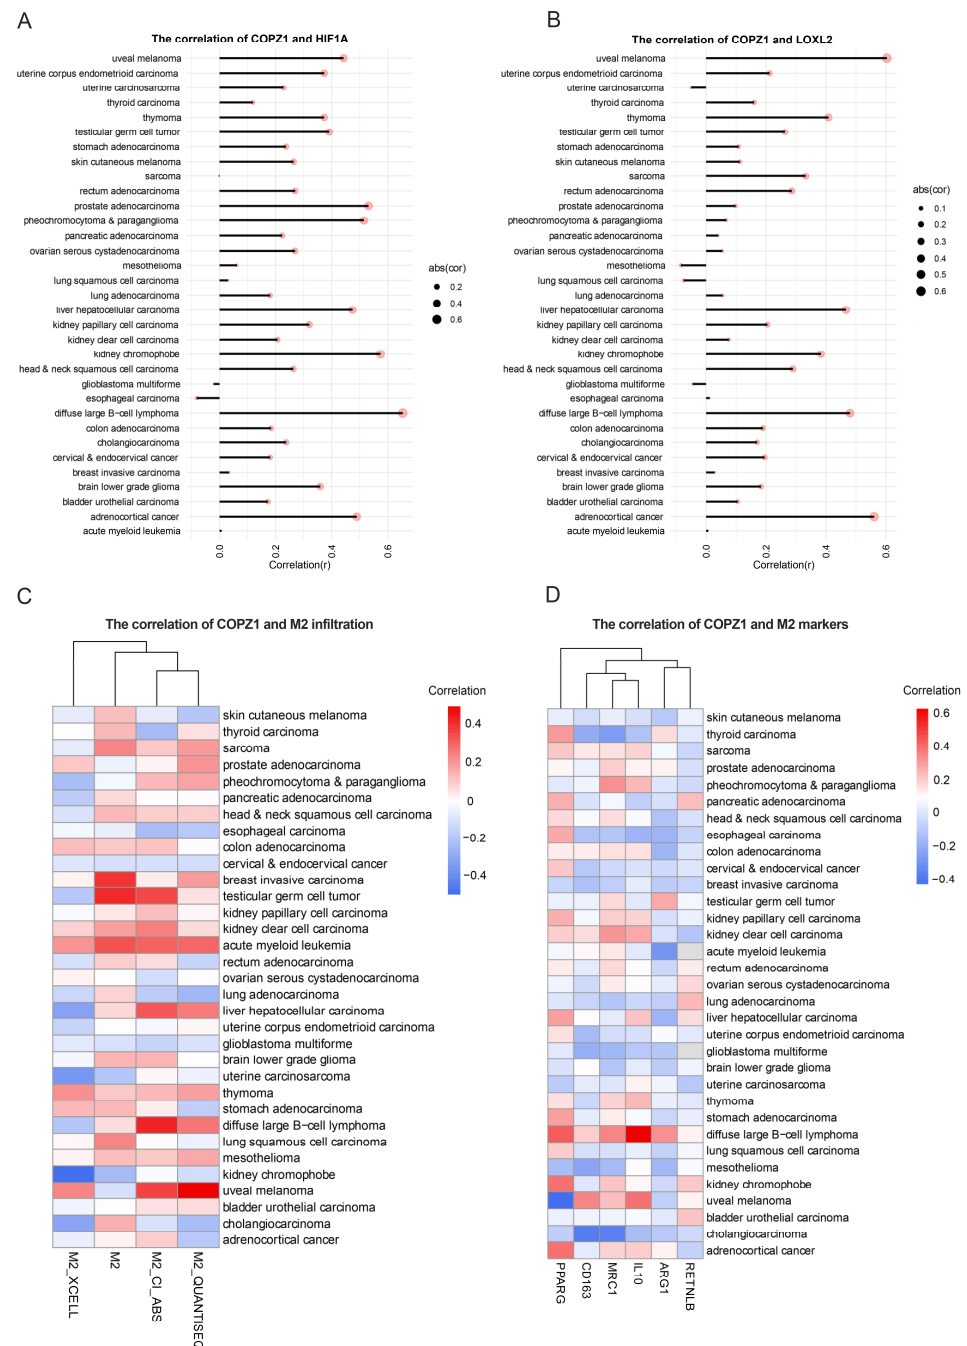 A
The correlation of COPZ1 and HIF1A
uveal melanoma
uterine corpus endometrioid carcinoma
uterine carcinosarcoma
thyroid carcinoma
thymoma
testicular germ cell tumor
stomach adenocarcinoma
skin cutaneous melanoma
sarcoma
rectum adenocarcinoma
prostate adenocarcinoma
pheochromocytoma & paraganglioma
pancreatic adenocarcinoma
ovarian serous cystadenocarcinoma
mesothelioma
lung squamous cell carcinoma
lung adenocarcinoma
liver hepatocellular carcinoma
kidney papillary cell carcinoma
kidney clear cell carcinoma
kidney chromophobe
head & neck squamous cell carcinoma
glioblastoma multiforme
esophageal carcinoma
diffuse large B-cell lymphoma
colon adenocarcinoma
cholangiocarcinoma
cervical & endocervical cancer
breast invasive carcinoma
brain lower grade glioma
bladder urothelial carcinoma
adrenocortical cancer
acute myeloid leukemia
0.0
0.2
0.4
0.6
Correlation(r)
abs(cor)
0.2
0.4
0.6
B
The correlation of COPZ1 and LOXL2
uveal melanoma
uterine corpus endometrioid carcinoma
uterine carcinosarcoma
thyroid carcinoma
thymoma
testicular germ cell tumor
stomach adenocarcinoma
skin cutaneous melanoma
sarcoma
rectum adenocarcinoma
prostate adenocarcinoma
pheochromocytoma & paraganglioma
pancreatic adenocarcinoma
ovarian serous cystadenocarcinoma
mesothelioma
lung squamous cell carcinoma
lung adenocarcinoma
liver hepatocellular carcinoma
kidney papillary cell carcinoma
kidney clear cell carcinoma
kidney chromophobe
head & neck squamous cell carcinoma
glioblastoma multiforme
esophageal carcinoma
diffuse large B-cell lymphoma
colon adenocarcinoma
cholangiocarcinoma
cervical & endocervical cancer
breast invasive carcinoma
brain lower grade glioma
bladder urothelial carcinoma
adrenocortical cancer
acute myeloid leukemia
0.0
0.2
0.4
0.6
Correlation(r)
abs(cor)
0.1
0.2
0.3
0.4
0.5
0.6
C
The correlation of COPZ1 and M2 infiltration
Correlation
0.4
0.2
0
−0.2
−0.4
skin cutaneous melanoma
thyroid carcinoma
sarcoma
prostate adenocarcinoma
pheochromocytoma & paraganglioma
pancreatic adenocarcinoma
head & neck squamous cell carcinoma
esophageal carcinoma
colon adenocarcinoma
cervical & endocervical cancer
breast invasive carcinoma
testicular germ cell tumor
kidney papillary cell carcinoma
kidney clear cell carcinoma
acute myeloid leukemia
rectum adenocarcinoma
ovarian serous cystadenocarcinoma
lung adenocarcinoma
liver hepatocellular carcinoma
uterine corpus endometrioid carcinoma
glioblastoma multiforme
brain lower grade glioma
uterine carcinosarcoma
thymoma
stomach adenocarcinoma
diffuse large B−cell lymphoma
lung squamous cell carcinoma
mesothelioma
kidney chromophobe
uveal melanoma
bladder urothelial carcinoma
cholangiocarcinoma
adrenocortical cancer
M2_XCELL
M2
M2_CI_ABS
M2_QUANTISEQ
D
The correlation of COPZ1 and M2 markers
Correlation
0.6
0.4
0.2
0
−0.2
−0.4
skin cutaneous melanoma
thyroid carcinoma
sarcoma
prostate adenocarcinoma
pheochromocytoma & paraganglioma
pancreatic adenocarcinoma
head & neck squamous cell carcinoma
esophageal carcinoma
colon adenocarcinoma
cervical & endocervical cancer
breast invasive carcinoma
testicular germ cell tumor
kidney papillary cell carcinoma
kidney clear cell carcinoma
acute myeloid leukemia
rectum adenocarcinoma
ovarian serous cystadenocarcinoma
lung adenocarcinoma
liver hepatocellular carcinoma
uterine corpus endometrioid carcinoma
glioblastoma multiforme
brain lower grade glioma
uterine carcinosarcoma
thymoma
stomach adenocarcinoma
diffuse large B−cell lymphoma
lung squamous cell carcinoma
mesothelioma
kidney chromophobe
uveal melanoma
bladder urothelial carcinoma
cholangiocarcinoma
adrenocortical cancer
PPARG
CD163
MRC1
IL10
ARG1
RETNLB